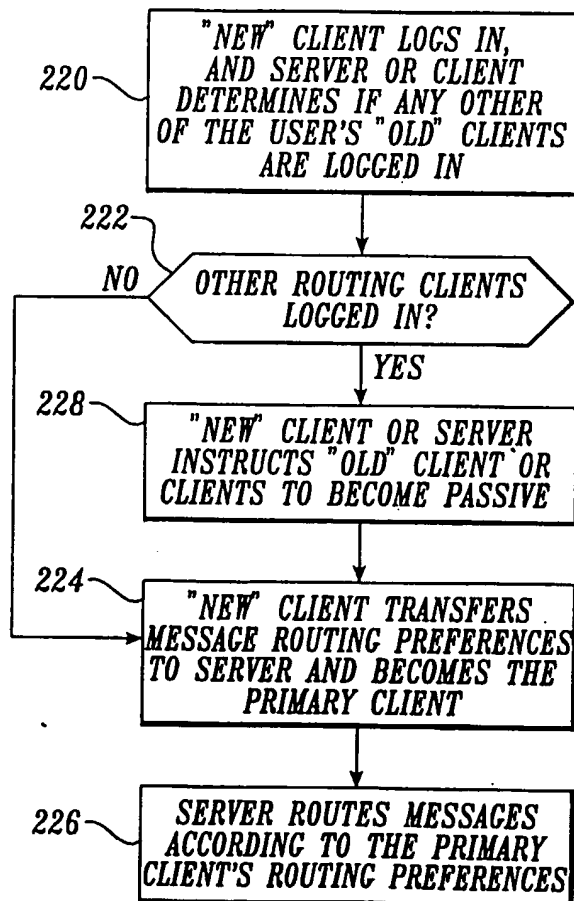 220
"NEW" CLIENT LOGS IN,
AND SERVER OR CLIENT
DETERMINES IF ANY OTHER
OF THE USER'S "OLD" CLIENTS
ARE LOGGED IN
222
NO
OTHER ROUTING CLIENTS
LOGGED IN?
YES
228
"NEW" CLIENT OR SERVER
INSTRUCTS "OLD" CLIENT OR
CLIENTS TO BECOME PASSIVE
224
"NEW" CLIENT TRANSFERS
MESSAGE ROUTING PREFERENCES
TO SERVER AND BECOMES THE
PRIMARY CLIENT
226
SERVER ROUTES MESSAGES
ACCORDING TO THE PRIMARY
CLIENT'S ROUTING PREFERENCES